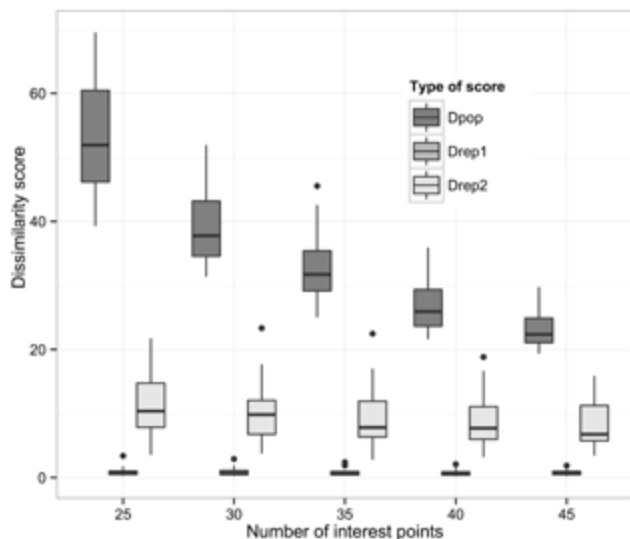 Dissimilarity score
60
40
20
0
Type of score
Dpop
Drep1
Drep2
25 30 35 40 45
Number of interest points